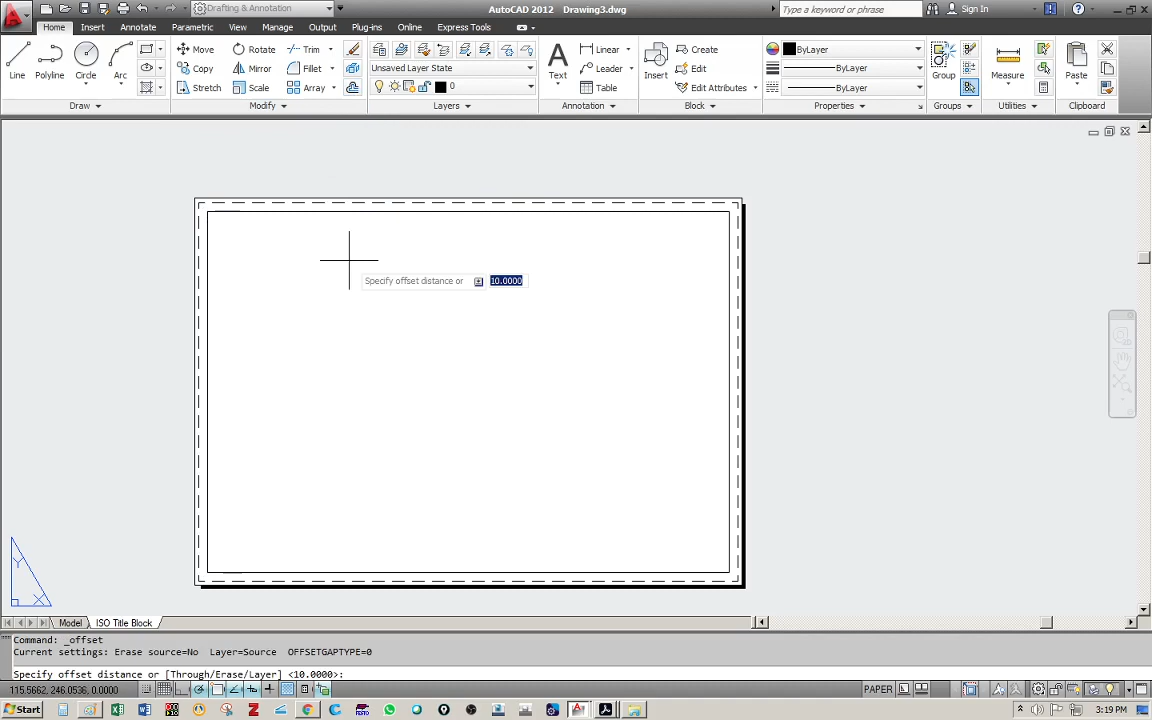 Drafting & Annotation
AutoCAD 2012 Drawing3.dwg
Type a keyword or phrase
Sign In
Home Insert Annotate Parametric View Manage Output Plug-ins Online Express Tools
Line Polyline Circle Arc
Move Rotate Trim
Copy Mirror Fillet
Stretch Scale Array
Unsaved Layer State
0
Text
Linear
Leader
Table
Insert
Create
Edit
Edit Attributes
ByLayer
ByLayer
ByLayer
Group
Measure
Paste
Draw Modify Layers Annotation Block Properties Groups Utilities Clipboard
Specify offset distance or 10.0000
Y
X
Model ISO Title Block
Command: _offset
Current settings: Erase source=No Layer=Source OFFSETGAPTYPE=0
Specify offset distance or [Through/Erase/Layer] <10.0000>:
115.5662, 246.0536, 0.0000
PAPER
Start
3:19 PM